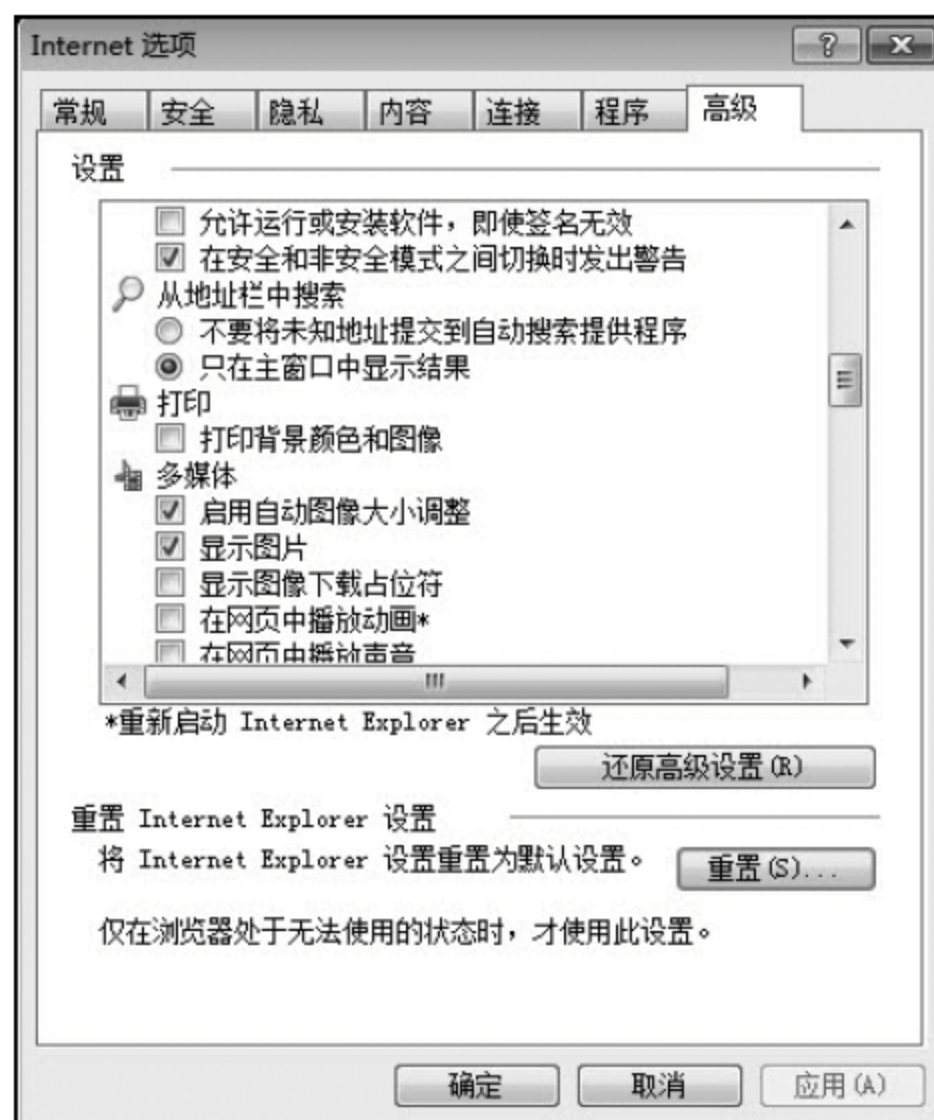 Internet 选项
常规 安全 隐私 内容 连接 程序 高级
设置
允许运行或安装软件，即使签名无效
在安全和非安全模式之间切换时发出警告
从地址栏中搜索
不要将未知地址提交到自动搜索提供程序
只在主窗口中显示结果
打印
打印背景颜色和图像
多媒体
启用自动图像大小调整
显示图片
显示图像下载占位符
在网页中播放动画*
在网页中播放声音
*重新启动 Internet Explorer 之后生效
还原高级设置(R)
重置 Internet Explorer 设置
将 Internet Explorer 设置重置为默认设置。 重置(S)...
仅在浏览器处于无法使用的状态时，才使用此设置。
确定 取消 应用(A)